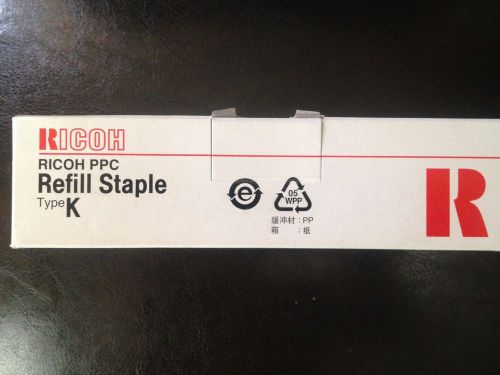 RICOH
RICOH PPC
Refill Staple
Type K
e
05
WPP
缓冲材 : PP
箱 : 纸
R